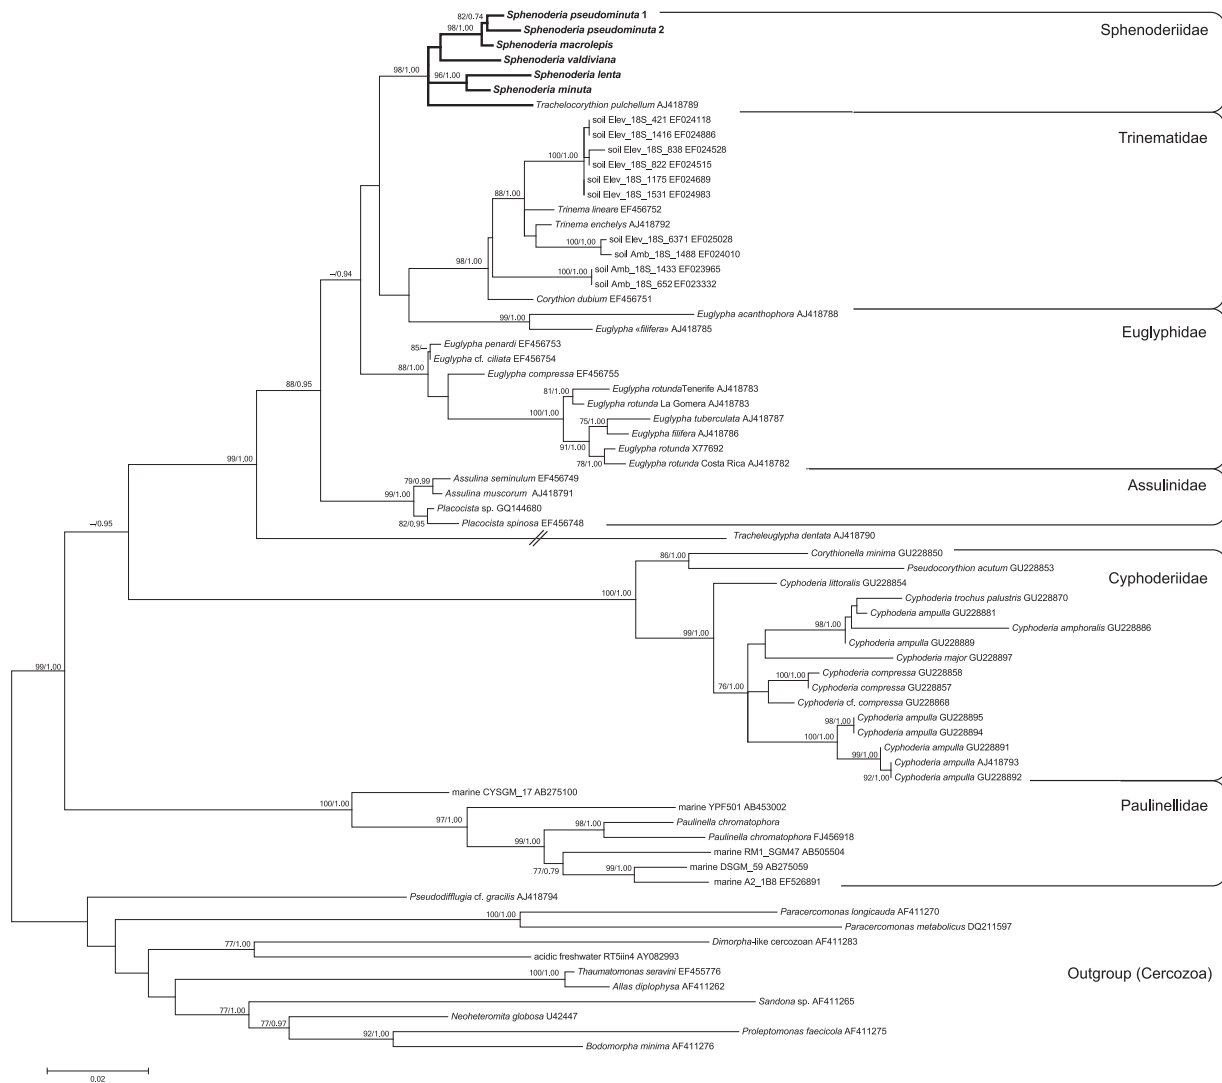 82/0.74
Sphenoderia pseudominuta 1
98/1.00
Sphenoderia pseudominuta 2
Sphenoderiidae
Sphenoderia macrolepis
Sphenoderia valdiviana
98/1.00
96/1.00
Sphenoderia lenta
Sphenoderia minuta
Trachelocorythion pulchellum AJ418789
soil Elev_18S_421 EF024118
soil Elev_18S_1416 EF024886
Trinematidae
soil Elev_18S_838 EF024528
100/1.00
soil Elev_18S_822 EF024515
soil Elev_18S_1175 EF024689
88/1.00
soil Elev_18S_1531 EF024983
Trinema lineare EF456752
Trinema enchelys AJ418792
soil Elev_18S_6371 EF025028
100/1.00
soil Amb_18S_1488 EF024010
98/1.00
soil Amb_18S_1433 EF023965
100/1.00
–/0.94
soil Amb_18S_652 EF023332
Corythion dubium EF456751
Euglypha acanthophora AJ418788
99/1.00
Euglypha «filifera» AJ418785
Euglyphidae
Euglypha penardi EF456753
85/–
Euglypha cf. ciliata EF456754
88/1.00
Euglypha compressa EF456755
88/0.95
Euglypha rotundaTenerife AJ418783
81/1.00
Euglypha rotunda La Gomera AJ418783
100/1.00
Euglypha tuberculata AJ418787
75/1.00
Euglypha filifera AJ418786
91/1.00
Euglypha rotunda X77692
78/1.00
Euglypha rotunda Costa Rica AJ418782
99/1.00
Assulina seminulum EF456749
79/0.99
Assulinidae
99/1.00
Assulina muscorum AJ418791
Placocista sp. GQ144680
82/0.95
Placocista spinosa EF456748
–/0.95
Tracheleuglypha dentata AJ418790
Corythionella minima GU228850
86/1.00
Pseudocorythion acutum GU228853
Cyphoderiidae
Cyphoderia littoralis GU228854
100/1.00
Cyphoderia trochus palustris GU228870
Cyphoderia ampulla GU228881
98/1.00
Cyphoderia amphoralis GU228886
99/1.00
Cyphoderia ampulla GU228889
Cyphoderia major GU228897
99/1.00
Cyphoderia compressa GU228858
100/1.00
Cyphoderia compressa GU228857
76/1.00
Cyphoderia cf. compressa GU228868
Cyphoderia ampulla GU228895
98/1.00
Cyphoderia ampulla GU228894
100/1.00
Cyphoderia ampulla GU228891
99/1.00
Cyphoderia ampulla AJ418793
92/1.00
Cyphoderia ampulla GU228892
marine CYSGM_17 AB275100
100/1.00
Paulinellidae
marine YPF501 AB453002
97/1.00
Paulinella chromatophora
98/1.00
Paulinella chromatophora FJ456918
99/1.00
marine RM1_SGM47 AB505504
77/0.79
marine DSGM_59 AB275059
99/1.00
marine A2_1B8 EF526891
Pseudodifflugia cf. gracilis AJ418794
Paracercomonas longicauda AF411270
100/1.00
Paracercomonas metabolicus DQ211597
Dimorpha-like cercozoan AF411283
77/1.00
acidic freshwater RT5iin4 AY082993
Thaumatomonas seravini EF455776
100/1.00
Outgroup (Cercozoa)
Allas diplophysa AF411262
Sandona sp. AF411265
77/1.00
Neoheteromita globosa U42447
77/0.97
Proleptomonas faecicola AF411275
92/1.00
Bodomorpha minima AF411276
0.02